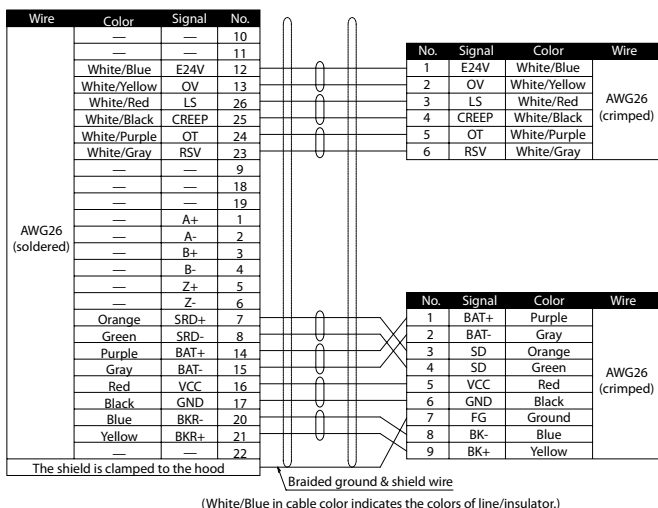 Wire Color Signal No.
— — 10
— — 11
White/Blue E24V 12
White/Yellow OV 13
White/Red LS 26
White/Black CREEP 25
White/Purple OT 24
White/Gray RSV 23
— — 9
— — 18
— — 19
— A+ 1
AWG26
(soldered)
— A- 2
— B+ 3
— B- 4
— Z+ 5
— Z- 6
Orange SRD+ 7
Green SRD- 8
Purple BAT+ 14
Gray BAT- 15
Red VCC 16
Black GND 17
Blue BKR- 20
Yellow BKR+ 21
— — 22
The shield is clamped to the hood
No. Signal Color Wire
1 E24V White/Blue
2 OV White/Yellow
3 LS White/Red
AWG26
(crimped)
4 CREEP White/Black
5 OT White/Purple
6 RSV White/Gray
No. Signal Color Wire
1 BAT+ Purple
2 BAT- Gray
3 SD Orange
4 SD Green
AWG26
(crimped)
5 VCC Red
6 GND Black
7 FG Ground
8 BK- Blue
9 BK+ Yellow
Braided ground & shield wire
(White/Blue in cable color indicates the colors of line/insulator.)